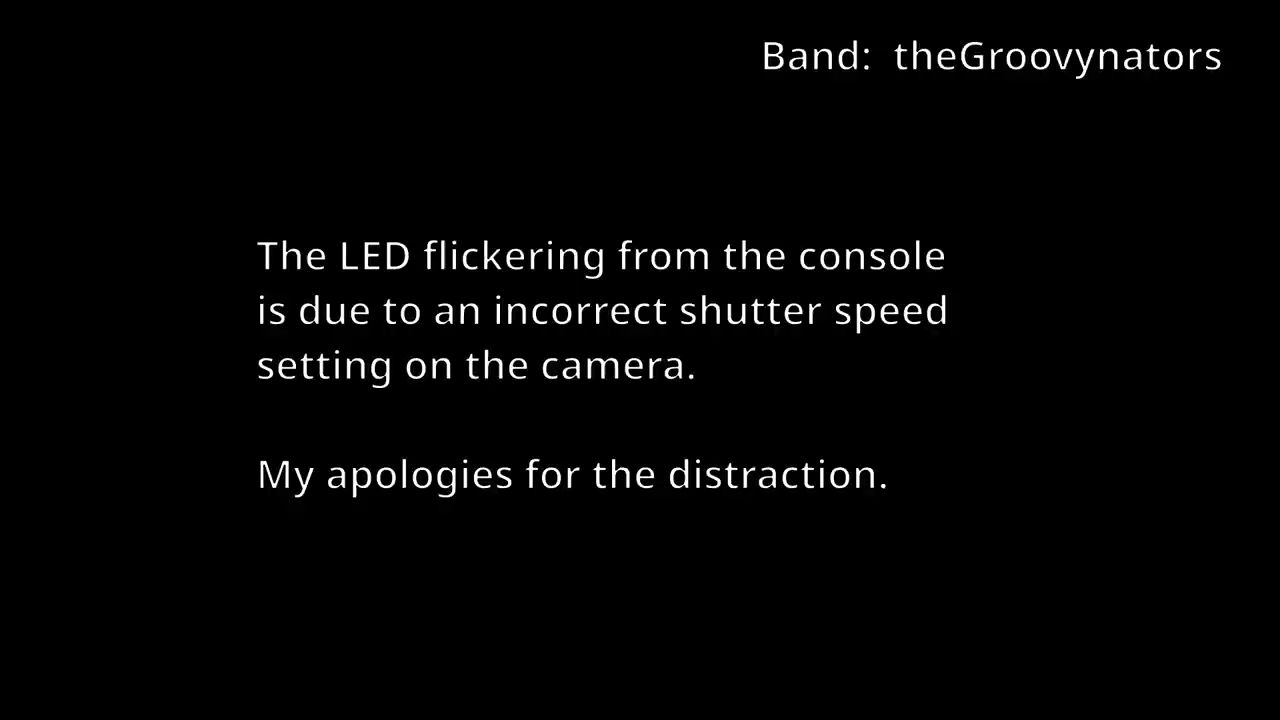 Band: theGroovynators
The LED flickering from the console
is due to an incorrect shutter speed
setting on the camera.
My apologies for the distraction.